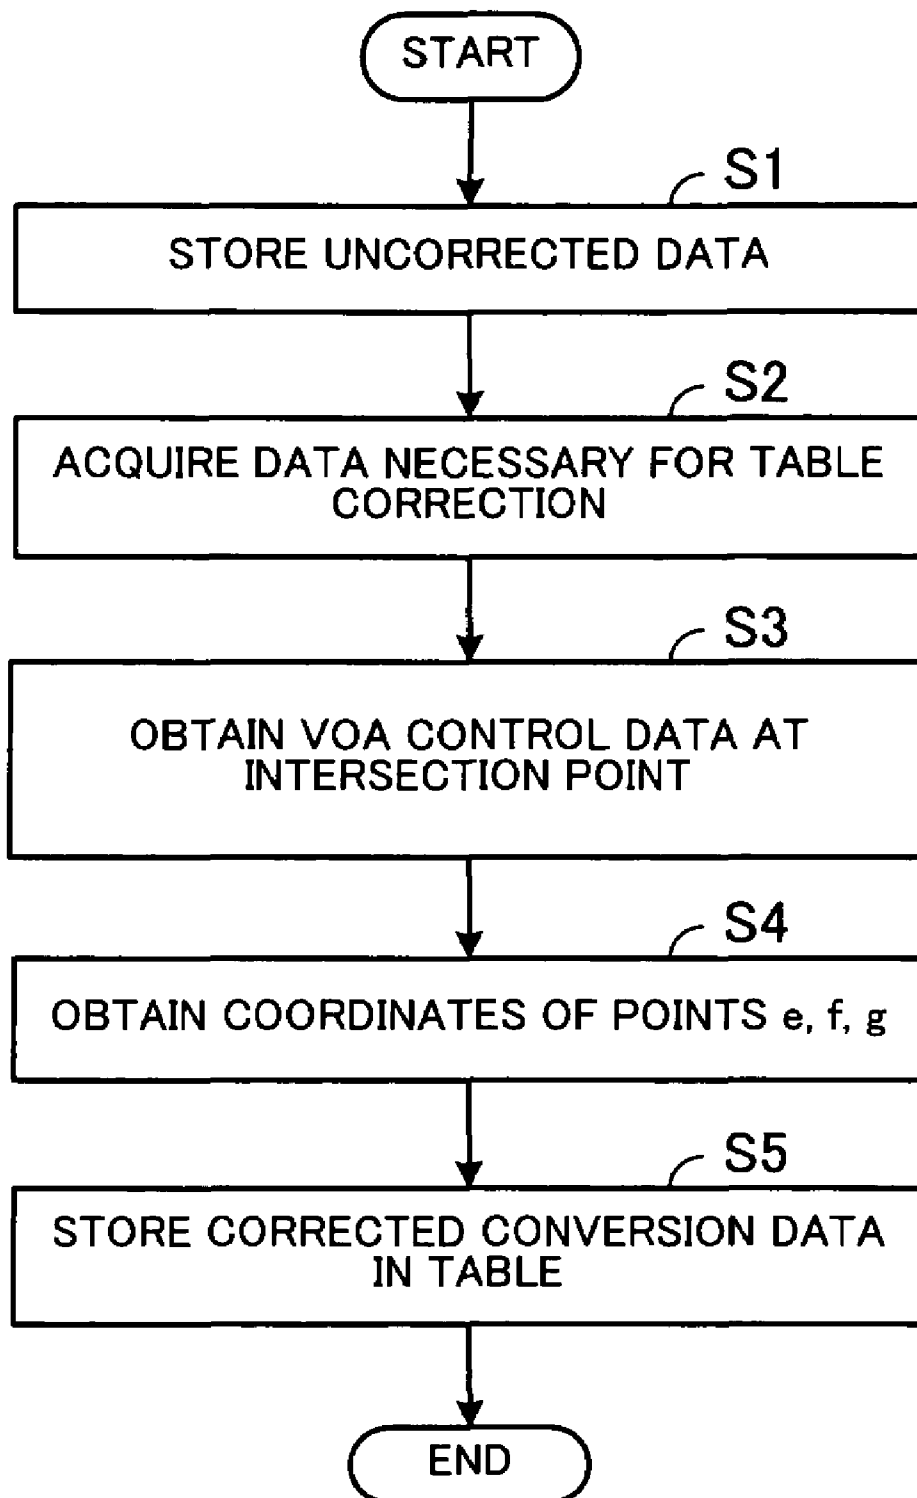 START
S1
STORE UNCORRECTED DATA
S2
ACQUIRE DATA NECESSARY FOR TABLE
CORRECTION
S3
OBTAIN VOA CONTROL DATA AT
INTERSECTION POINT
S4
OBTAIN COORDINATES OF POINTS e, f, g
S5
STORE CORRECTED CONVERSION DATA
IN TABLE
END